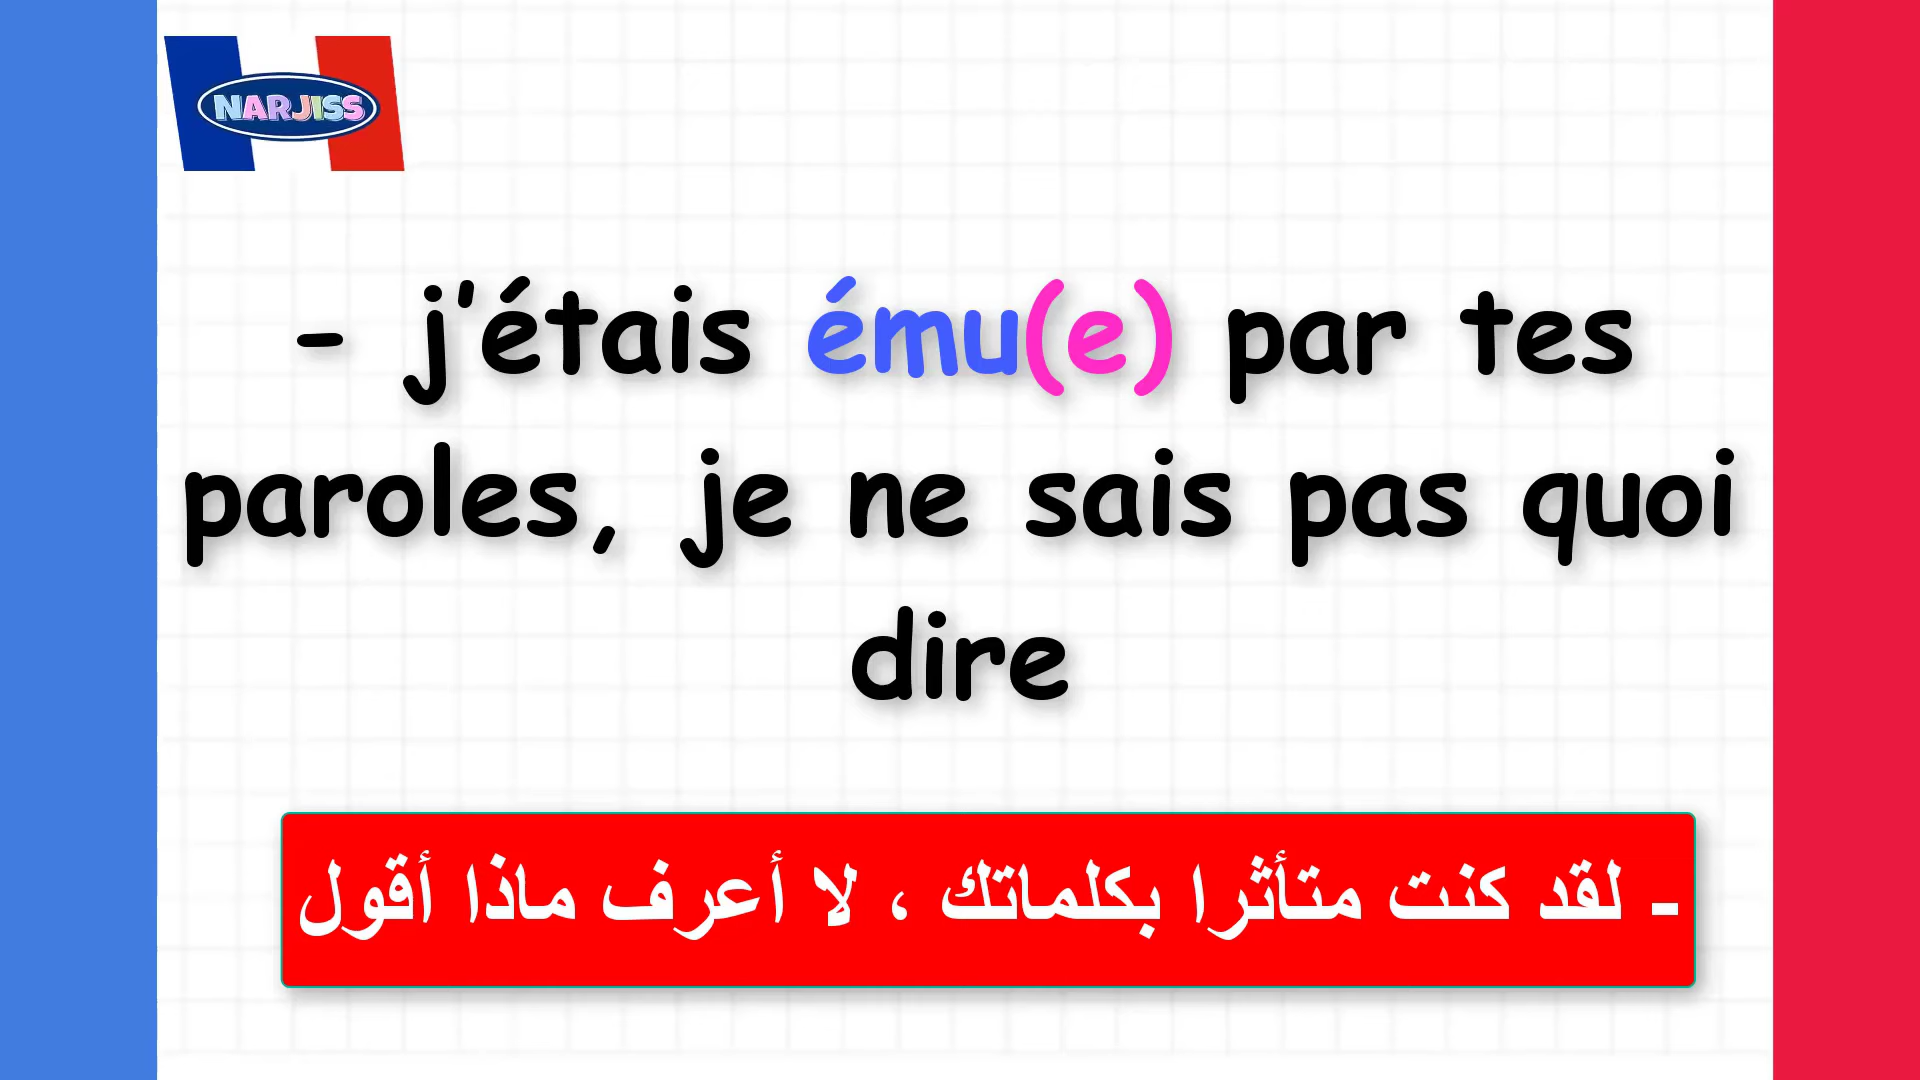 NARJISS
- j’étais ému(e) par tes
paroles, je ne sais pas quoi
dire
- لقد كنت متأثرا بكلماتك ، لا أعرف ماذا أقول